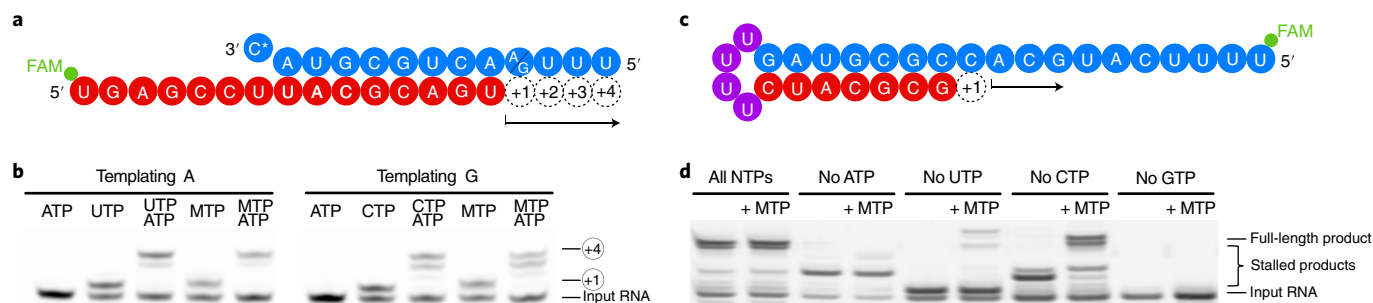 a
3′ C* A U G C G U C A A G U U U 5′
FAM
5′ U G A G C C U U A C G C A G U +1 +2 +3 +4
b
Templating A
ATP UTP UTP ATP MTP MTP ATP
Templating G
ATP CTP CTP ATP MTP MTP ATP
+4
+1
Input RNA
c
FAM
U U G A U G C G C C A C G U A C U U U U 5′
U U C U A C G C G +1
d
All NTPs No ATP No UTP No CTP No GTP
+ MTP + MTP + MTP + MTP + MTP
Full-length product
Stalled products
Input RNA